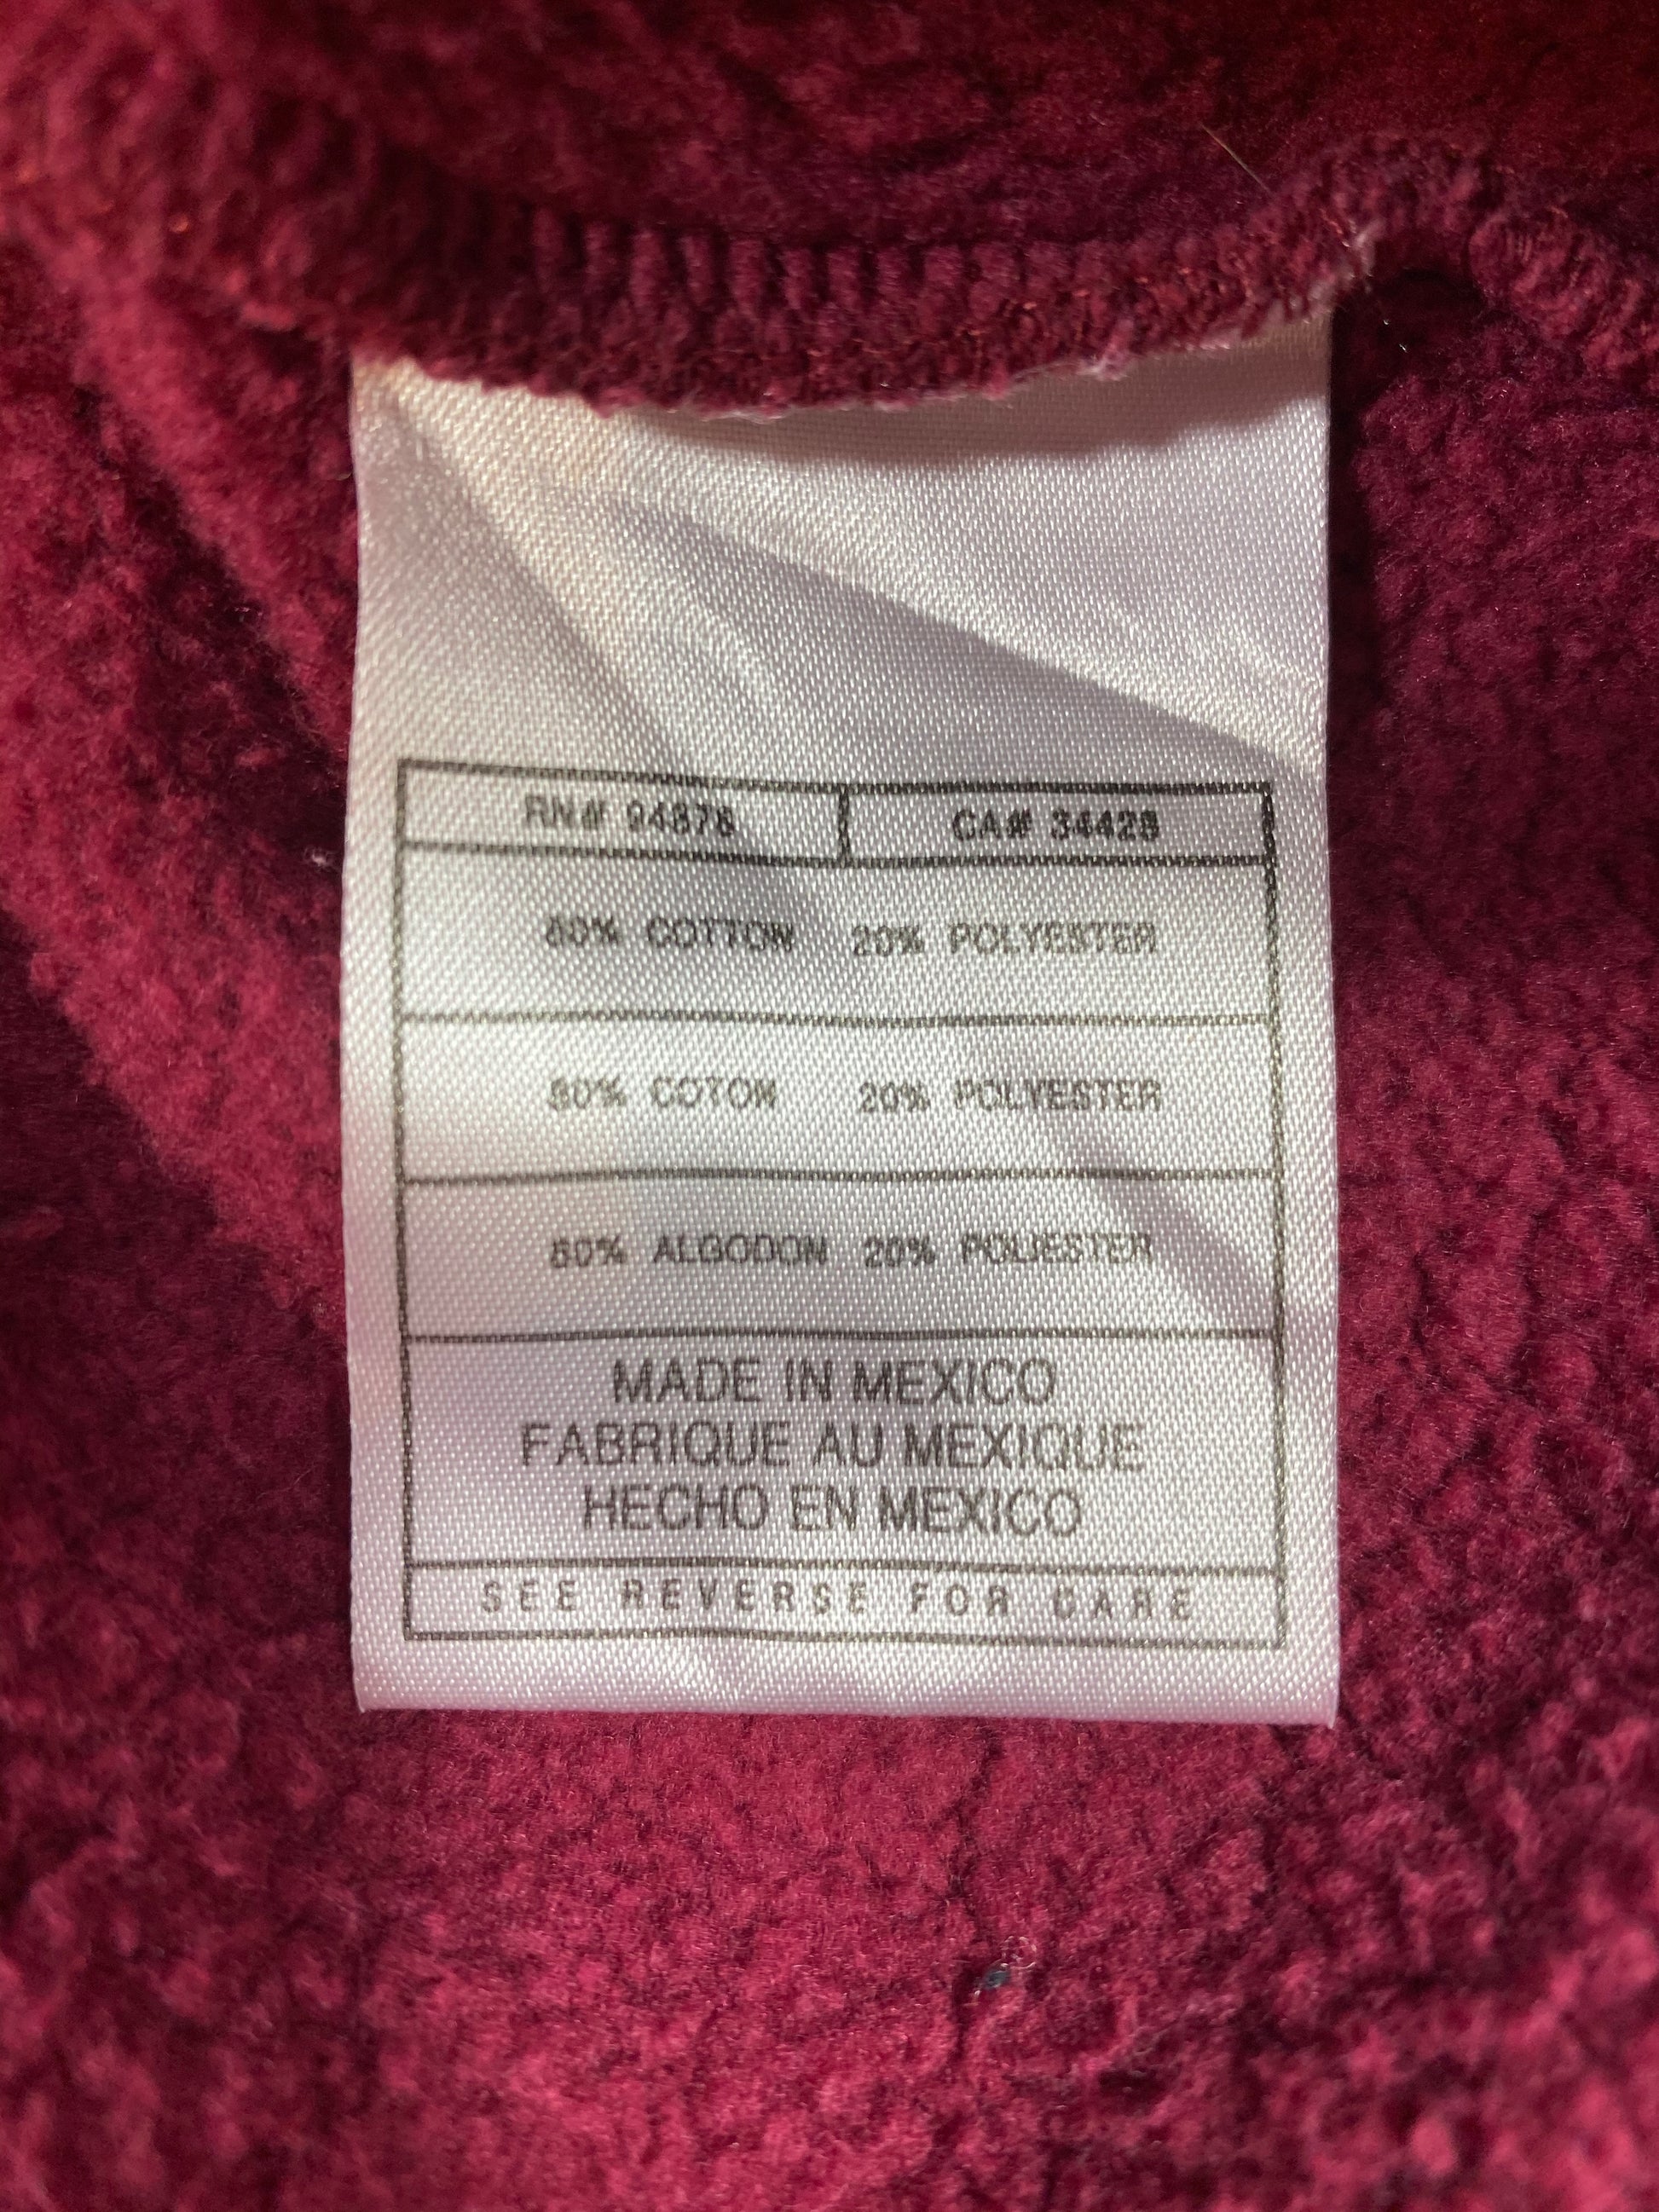 RN# 94878 CA# 34428
80% COTTON 20% POLYESTER
80% COTON 20% POLYESTER
80% ALGODON 20% POLIESTER
MADE IN MEXICO
FABRIQUE AU MEXIQUE
HECHO EN MEXICO
SEE REVERSE FOR CARE